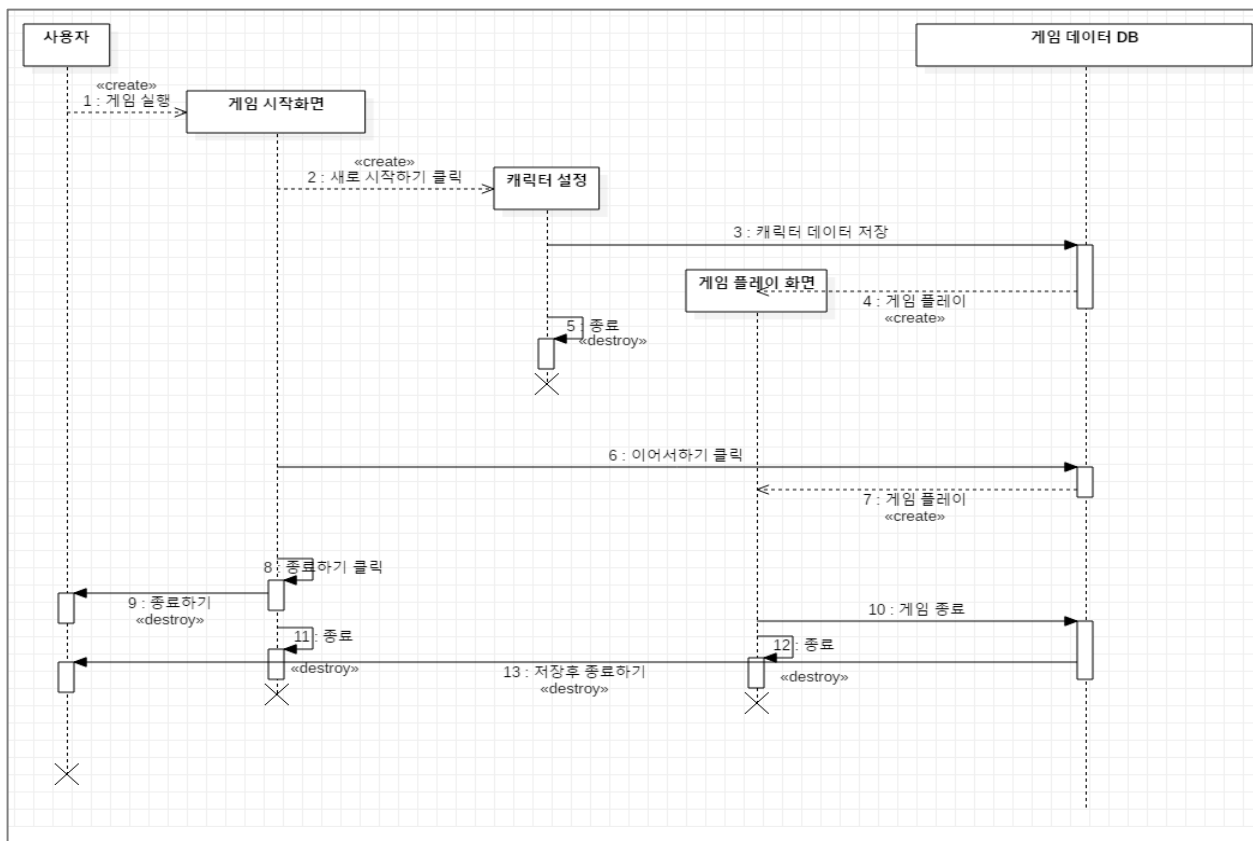 사용자
게임 데이터 DB
«create»
1 : 게임 실행
게임 시작화면
«create»
2 : 새로 시작하기 클릭
캐릭터 설정
3 : 캐릭터 데이터 저장
게임 플레이 화면
4 : 게임 플레이
«create»
5 : 종료
«destroy»
6 : 이어서하기 클릭
7 : 게임 플레이
«create»
8 : 종료하기 클릭
9 : 종료하기
«destroy»
10 : 게임 종료
11 : 종료
«destroy»
12 : 종료
«destroy»
13 : 저장후 종료하기
«destroy»